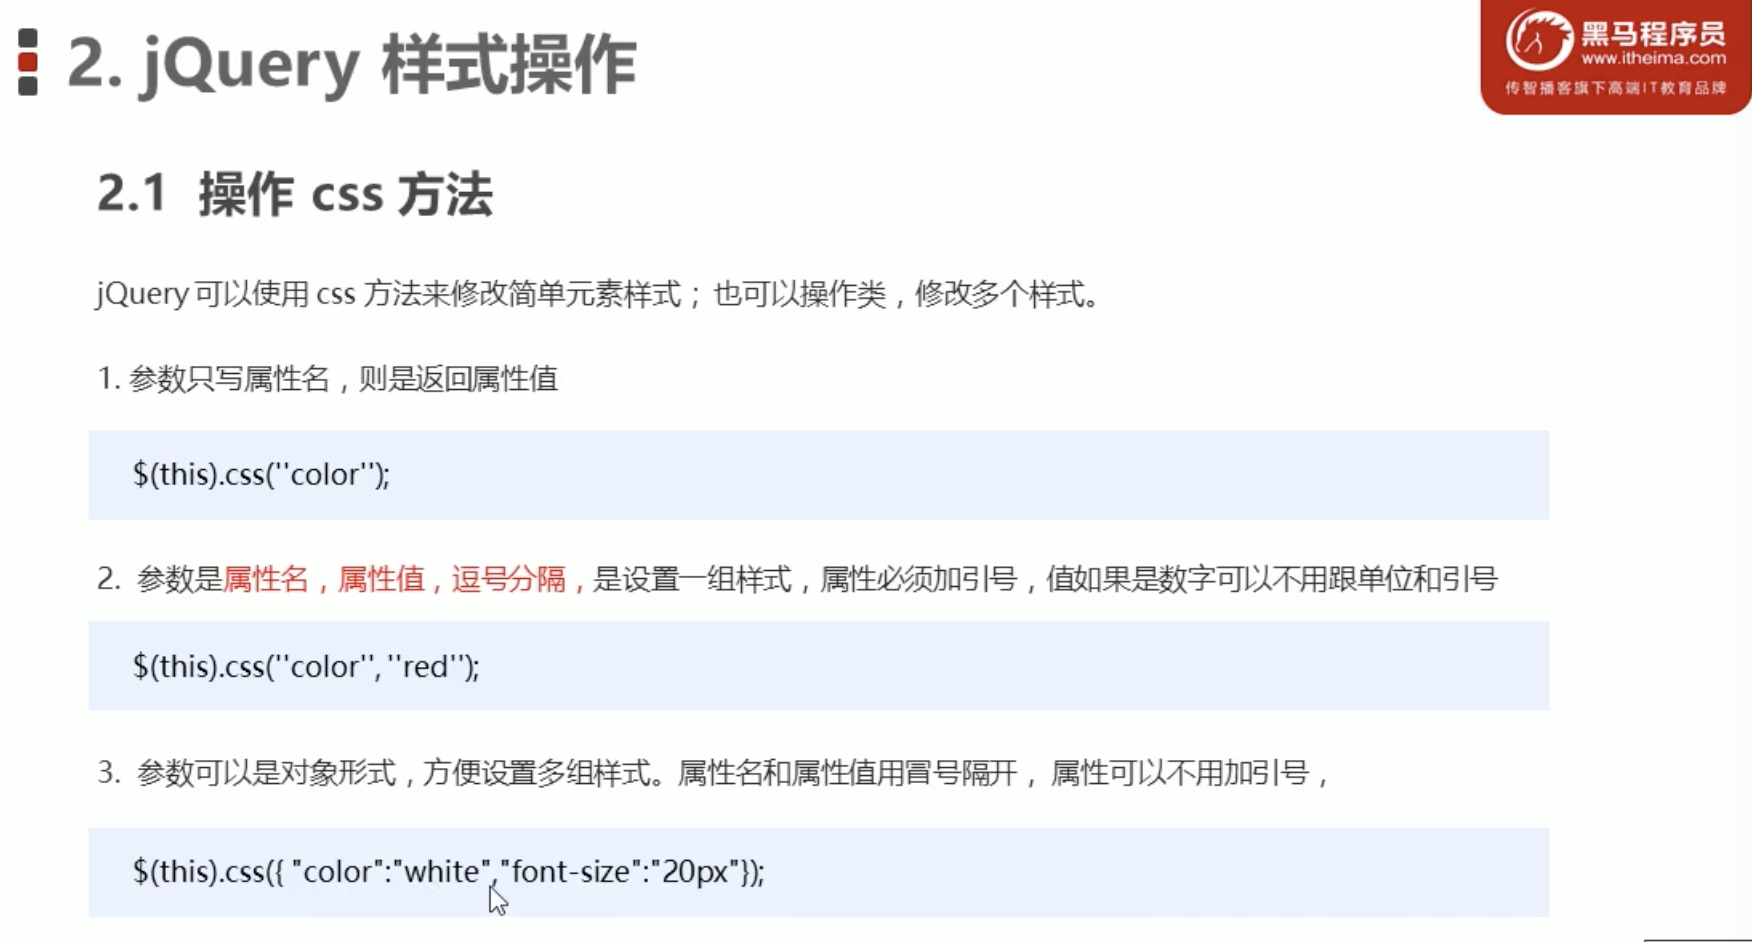 2. jQuery 样式操作
黑马程序员
www.itheima.com
传智播客旗下高端IT教育品牌
2.1 操作 css 方法
jQuery 可以使用 css 方法来修改简单元素样式； 也可以操作类，修改多个样式。
1. 参数只写属性名，则是返回属性值
$(this).css(''color'');
2. 参数是属性名，属性值，逗号分隔，是设置一组样式，属性必须加引号，值如果是数字可以不用跟单位和引号
$(this).css(''color'', ''red'');
3. 参数可以是对象形式，方便设置多组样式。属性名和属性值用冒号隔开， 属性可以不用加引号，
$(this).css({ "color":"white","font-size":"20px"});